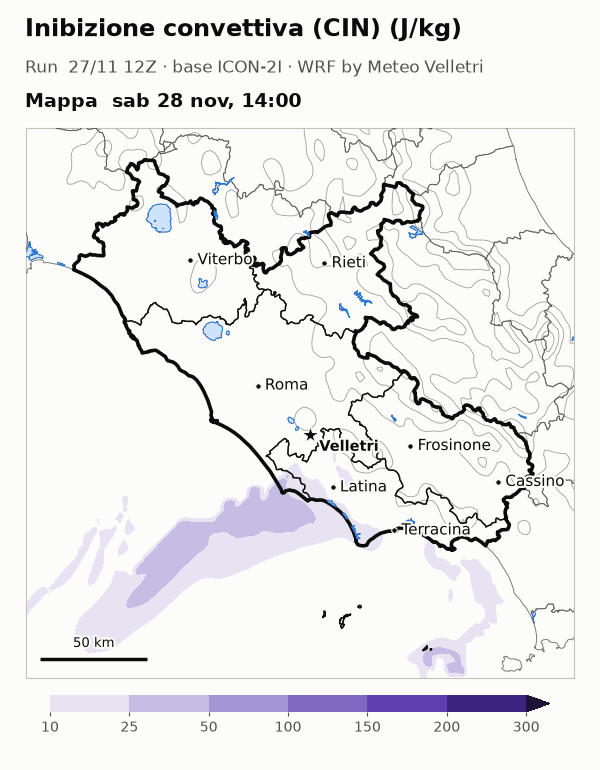 Inibizione convettiva (CIN) (J/kg)
Run  27/11 12Z · base ICON-2I · WRF by Meteo Velletri
Mappa  sab 28 nov, 14:00
Viterbo
Rieti
Roma
Velletri
Frosinone
Cassino
Latina
Terracina
50 km
10 25 50 100 150 200 300